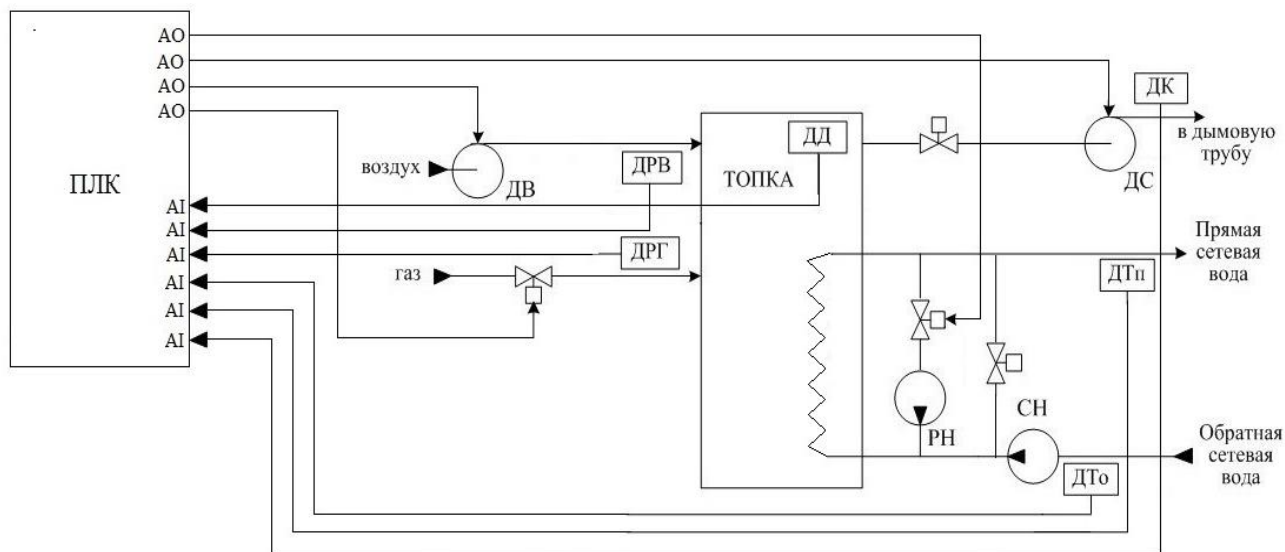 АО
АО
АО
АО
ПЛК
AI
AI
AI
AI
AI
AI
воздух
ДВ
ДРВ
ДРГ
газ
ДД
ТОПКА
ДК
в дымовую
трубу
ДС
Прямая
сетевая
вода
ДТп
РН
СН
Обратная
сетевая
вода
ДТо